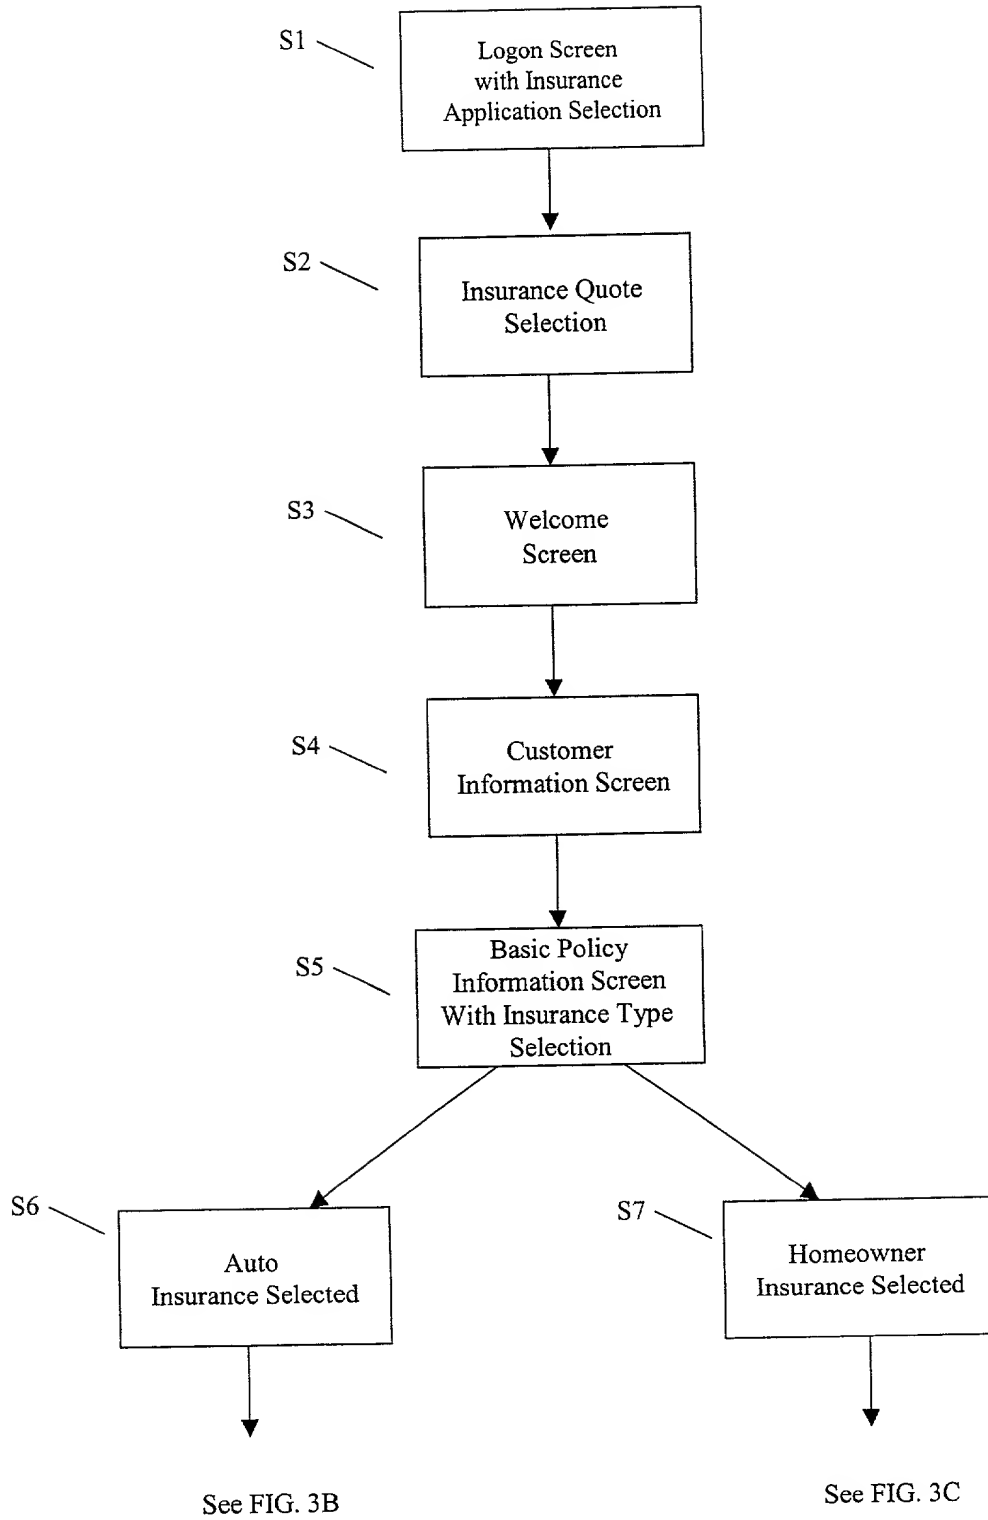 S1
Logon Screen
with Insurance
Application Selection
S2
Insurance Quote
Selection
S3
Welcome
Screen
S4
Customer
Information Screen
S5
Basic Policy
Information Screen
With Insurance Type
Selection
S6
Auto
Insurance Selected
S7
Homeowner
Insurance Selected
See FIG. 3B
See FIG. 3C